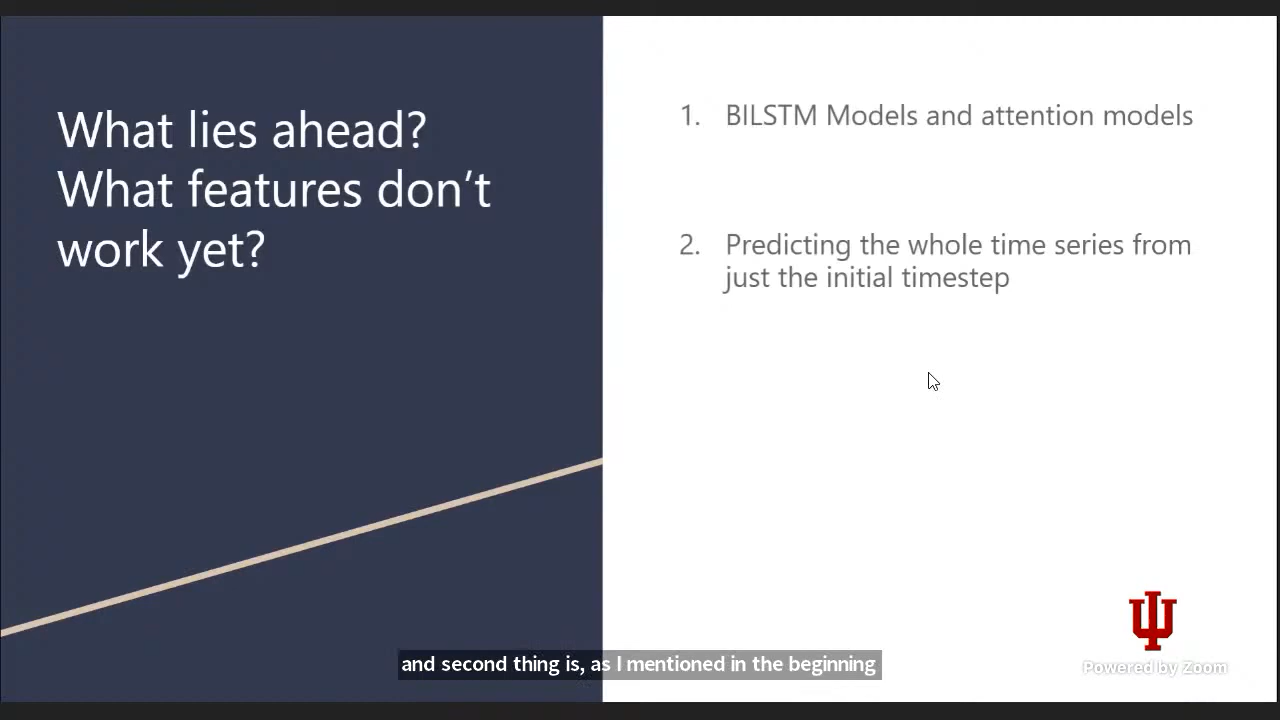 What lies ahead?
What features don’t
work yet?
1. BILSTM Models and attention models
2. Predicting the whole time series from
just the initial timestep
and second thing is, as I mentioned in the beginning
Powered by Zoom